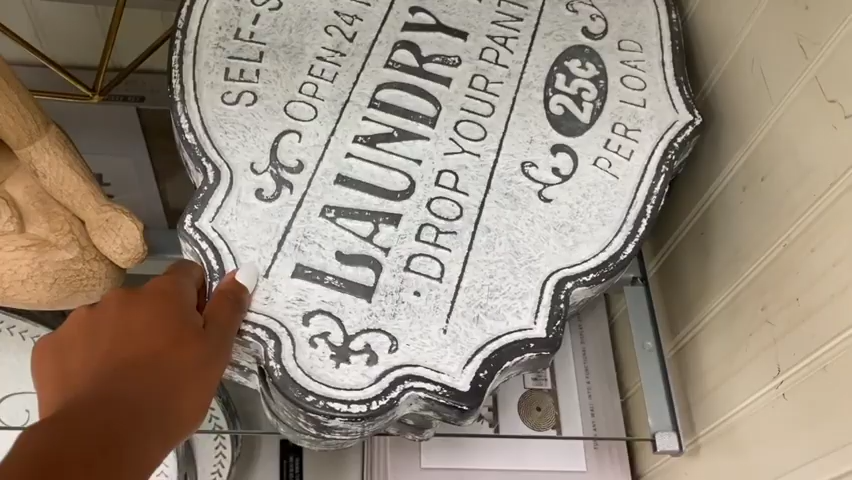 SELF-S
OPEN 24
LAUNDRY
• DROP YOUR PANT
25¢
PER LOAD